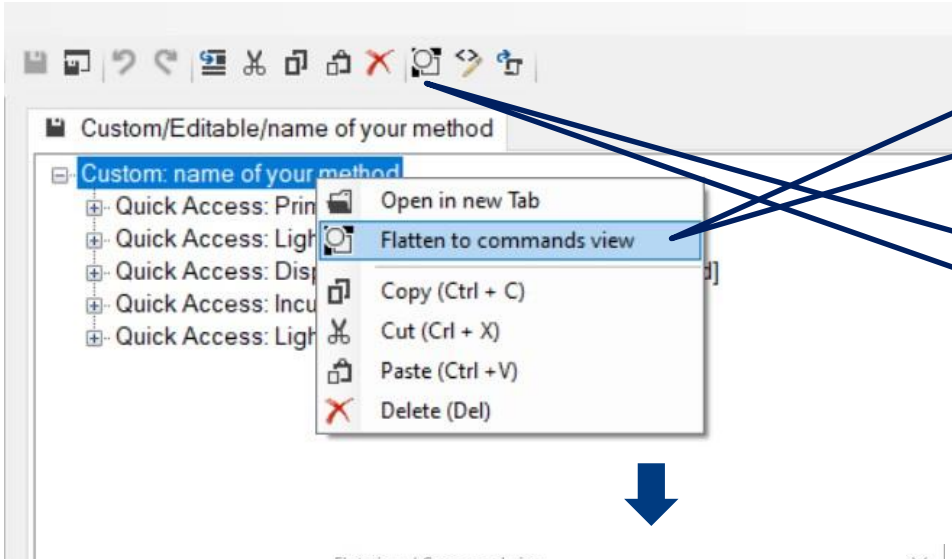 Custom/Editable/name of your method
Custom: name of your method
Quick Access: Prim
Open in new Tab
Quick Access: Ligh
Flatten to commands view
Quick Access: Disp
d]
Quick Access: Incu
Copy (Ctrl + C)
Quick Access: Ligh
Cut (Crl + X)
Paste (Ctrl +V)
Delete (Del)